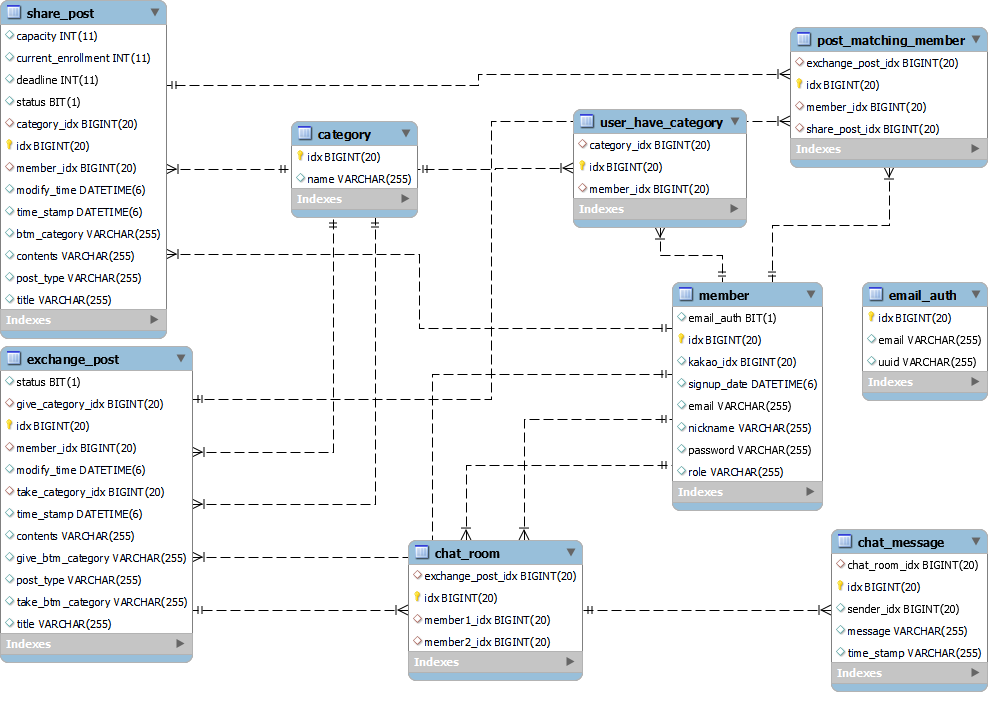 share_post
capacity INT(11)
current_enrollment INT(11)
deadline INT(11)
status BIT(1)
category_idx BIGINT(20)
idx BIGINT(20)
member_idx BIGINT(20)
modify_time DATETIME(6)
time_stamp DATETIME(6)
btm_category VARCHAR(255)
contents VARCHAR(255)
post_type VARCHAR(255)
title VARCHAR(255)
Indexes
exchange_post
status BIT(1)
give_category_idx BIGINT(20)
idx BIGINT(20)
member_idx BIGINT(20)
modify_time DATETIME(6)
take_category_idx BIGINT(20)
time_stamp DATETIME(6)
contents VARCHAR(255)
give_btm_category VARCHAR(255)
post_type VARCHAR(255)
take_btm_category VARCHAR(255)
title VARCHAR(255)
Indexes
category
idx BIGINT(20)
name VARCHAR(255)
Indexes
user_have_category
category_idx BIGINT(20)
idx BIGINT(20)
member_idx BIGINT(20)
Indexes
post_matching_member
exchange_post_idx BIGINT(20)
idx BIGINT(20)
member_idx BIGINT(20)
share_post_idx BIGINT(20)
Indexes
member
email_auth BIT(1)
idx BIGINT(20)
kakao_idx BIGINT(20)
signup_date DATETIME(6)
email VARCHAR(255)
nickname VARCHAR(255)
password VARCHAR(255)
role VARCHAR(255)
Indexes
email_auth
idx BIGINT(20)
email VARCHAR(255)
uuid VARCHAR(255)
Indexes
chat_room
exchange_post_idx BIGINT(20)
idx BIGINT(20)
member1_idx BIGINT(20)
member2_idx BIGINT(20)
Indexes
chat_message
chat_room_idx BIGINT(20)
idx BIGINT(20)
sender_idx BIGINT(20)
message VARCHAR(255)
time_stamp DATETIME(6)
Indexes